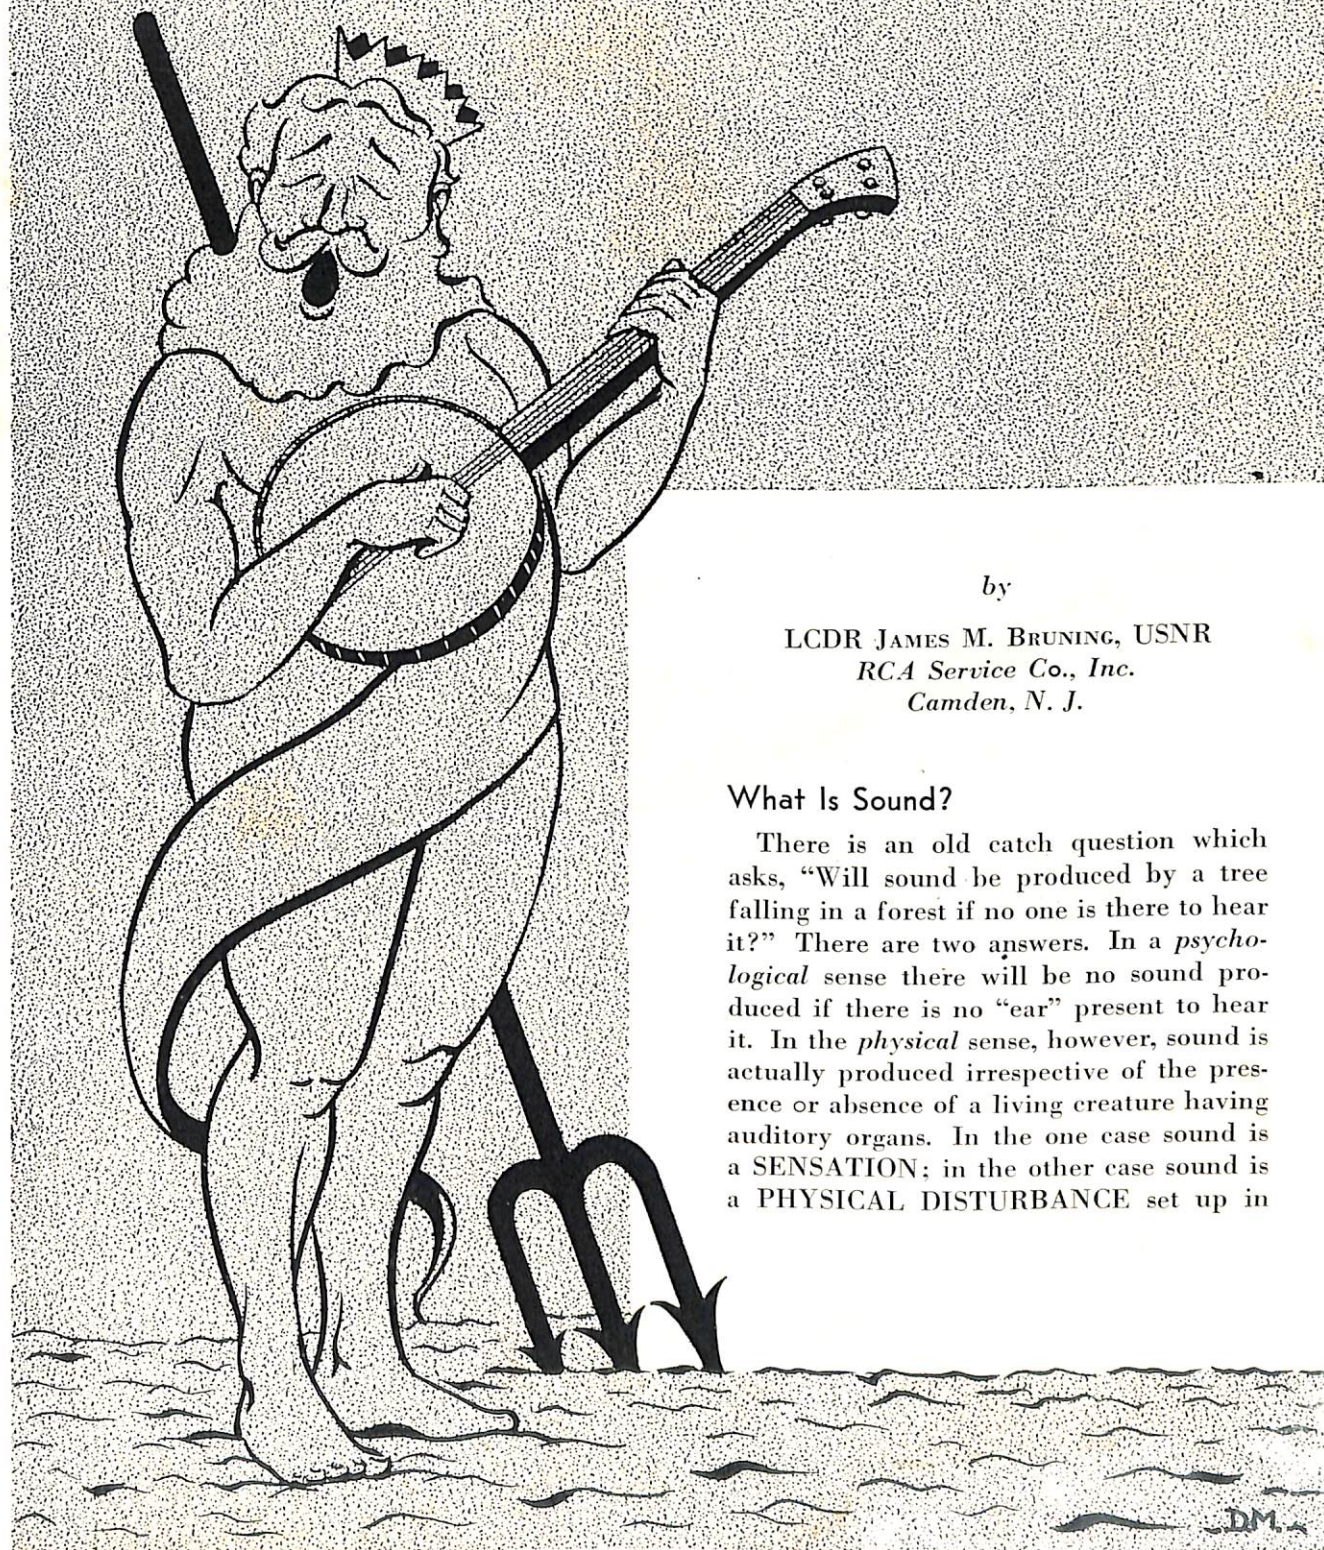 by
LCDR JAMES M. BRUNING, USNR
RCA Service Co., Inc.
Camden, N. J.
What Is Sound?
There is an old catch question which
asks, “Will sound be produced by a tree
falling in a forest if no one is there to hear
it?” There are two answers. In a psycho-
logical sense there will be no sound pro-
duced if there is no “ear” present to hear
it. In the physical sense, however, sound is
actually produced irrespective of the pres-
ence or absence of a living creature having
auditory organs. In the one case sound is
a SENSATION; in the other case sound is
a PHYSICAL DISTURBANCE set up in
D.M.